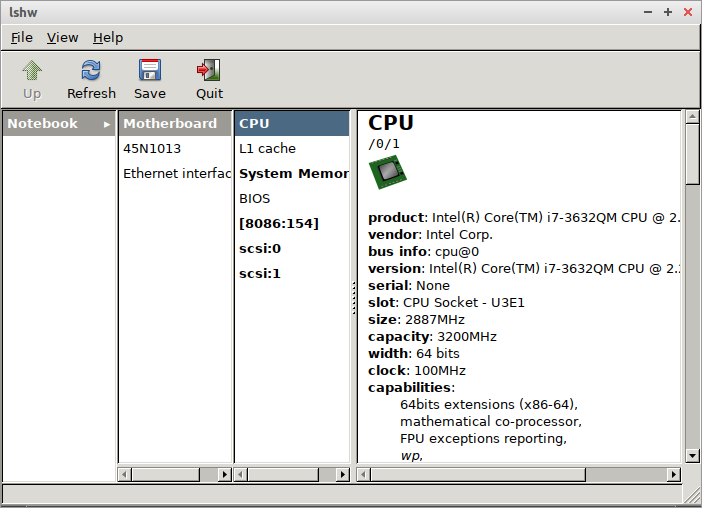 lshw
File View Help
Up Refresh Save Quit
Notebook
Motherboard
45N1013
Ethernet interfac
CPU
L1 cache
System Memor
BIOS
[8086:154]
scsi:0
scsi:1
CPU
/0/1
product: Intel(R) Core(TM) i7-3632QM CPU @ 2.
vendor: Intel Corp.
bus info: cpu@0
version: Intel(R) Core(TM) i7-3632QM CPU @ 2.
serial: None
slot: CPU Socket - U3E1
size: 2887MHz
capacity: 3200MHz
width: 64 bits
clock: 100MHz
capabilities:
64bits extensions (x86-64),
mathematical co-processor,
FPU exceptions reporting,
wp,